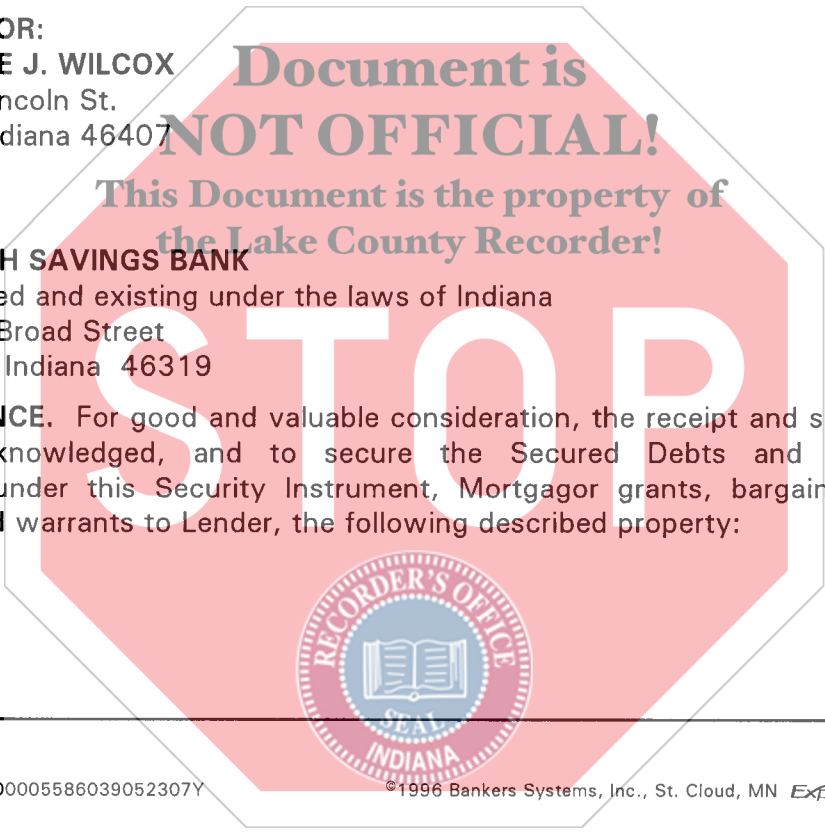 OR:
E J. WILCOX
ncoln St.
diana 46407
Document is
NOT OFFICIAL!
This Document is the property of
the Lake County Recorder!
H SAVINGS BANK
ed and existing under the laws of Indiana
Broad Street
Indiana 46319
STOP
NCE. For good and valuable consideration, the receipt and s
knowledged, and to secure the Secured Debts and
under this Security Instrument, Mortgagor grants, bargain
d warrants to Lender, the following described property:
RECORDER'S OFFICE
SEAL
INDIANA
00005586039052307Y
©1996 Bankers Systems, Inc., St. Cloud, MN Exp